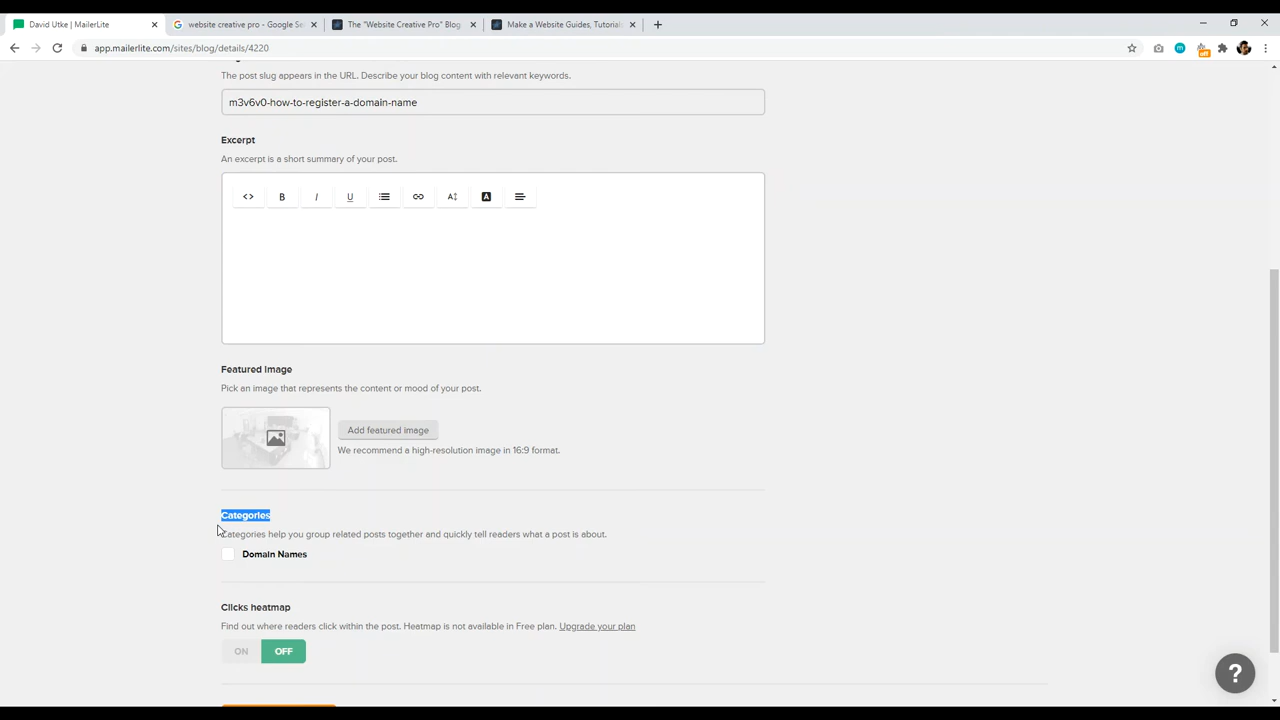 David Utke | MailerLite
website creative pro - Google Se
The "Website Creative Pro" Blog
Make a Website Guides, Tutorial
app.mailerlite.com/sites/blog/details/4220
off
The post slug appears in the URL. Describe your blog content with relevant keywords.
m3v6v0-how-to-register-a-domain-name
Excerpt
An excerpt is a short summary of your post.
B I U A A
Featured image
Pick an image that represents the content or mood of your post.
Add featured image
We recommend a high-resolution image in 16:9 format.
Categories
Categories help you group related posts together and quickly tell readers what a post is about.
Domain Names
Clicks heatmap
Find out where readers click within the post. Heatmap is not available in Free plan. Upgrade your plan
ON OFF
?